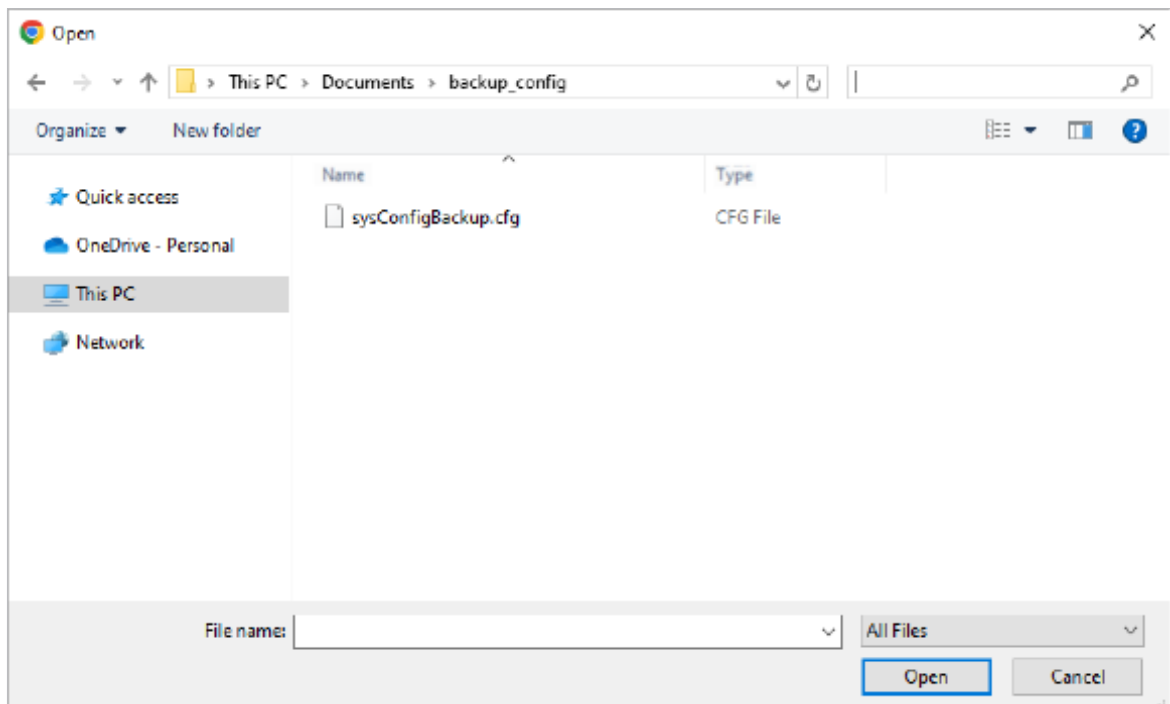 Open
This PC > Documents > backup_config
Organize New folder
Name Type
Quick access
sysConfigBackup.cfg CFG File
OneDrive - Personal
This PC
Network
File name: All Files
Open Cancel